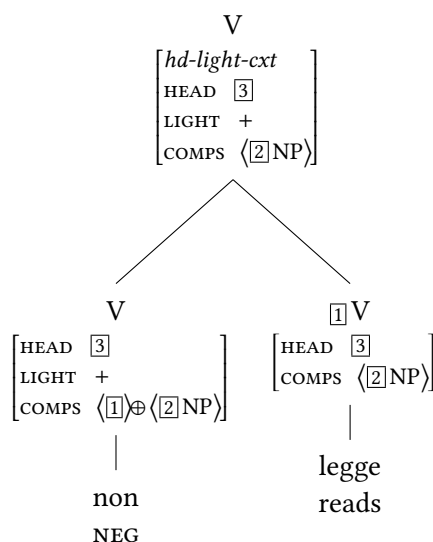 V
hd-light-cxt
HEAD 3
LIGHT +
COMPS ⟨2 NP⟩
V
HEAD 3
LIGHT +
COMPS ⟨1⟩⊕⟨2 NP⟩
non
NEG
1 V
HEAD 3
COMPS ⟨2 NP⟩
legge
reads